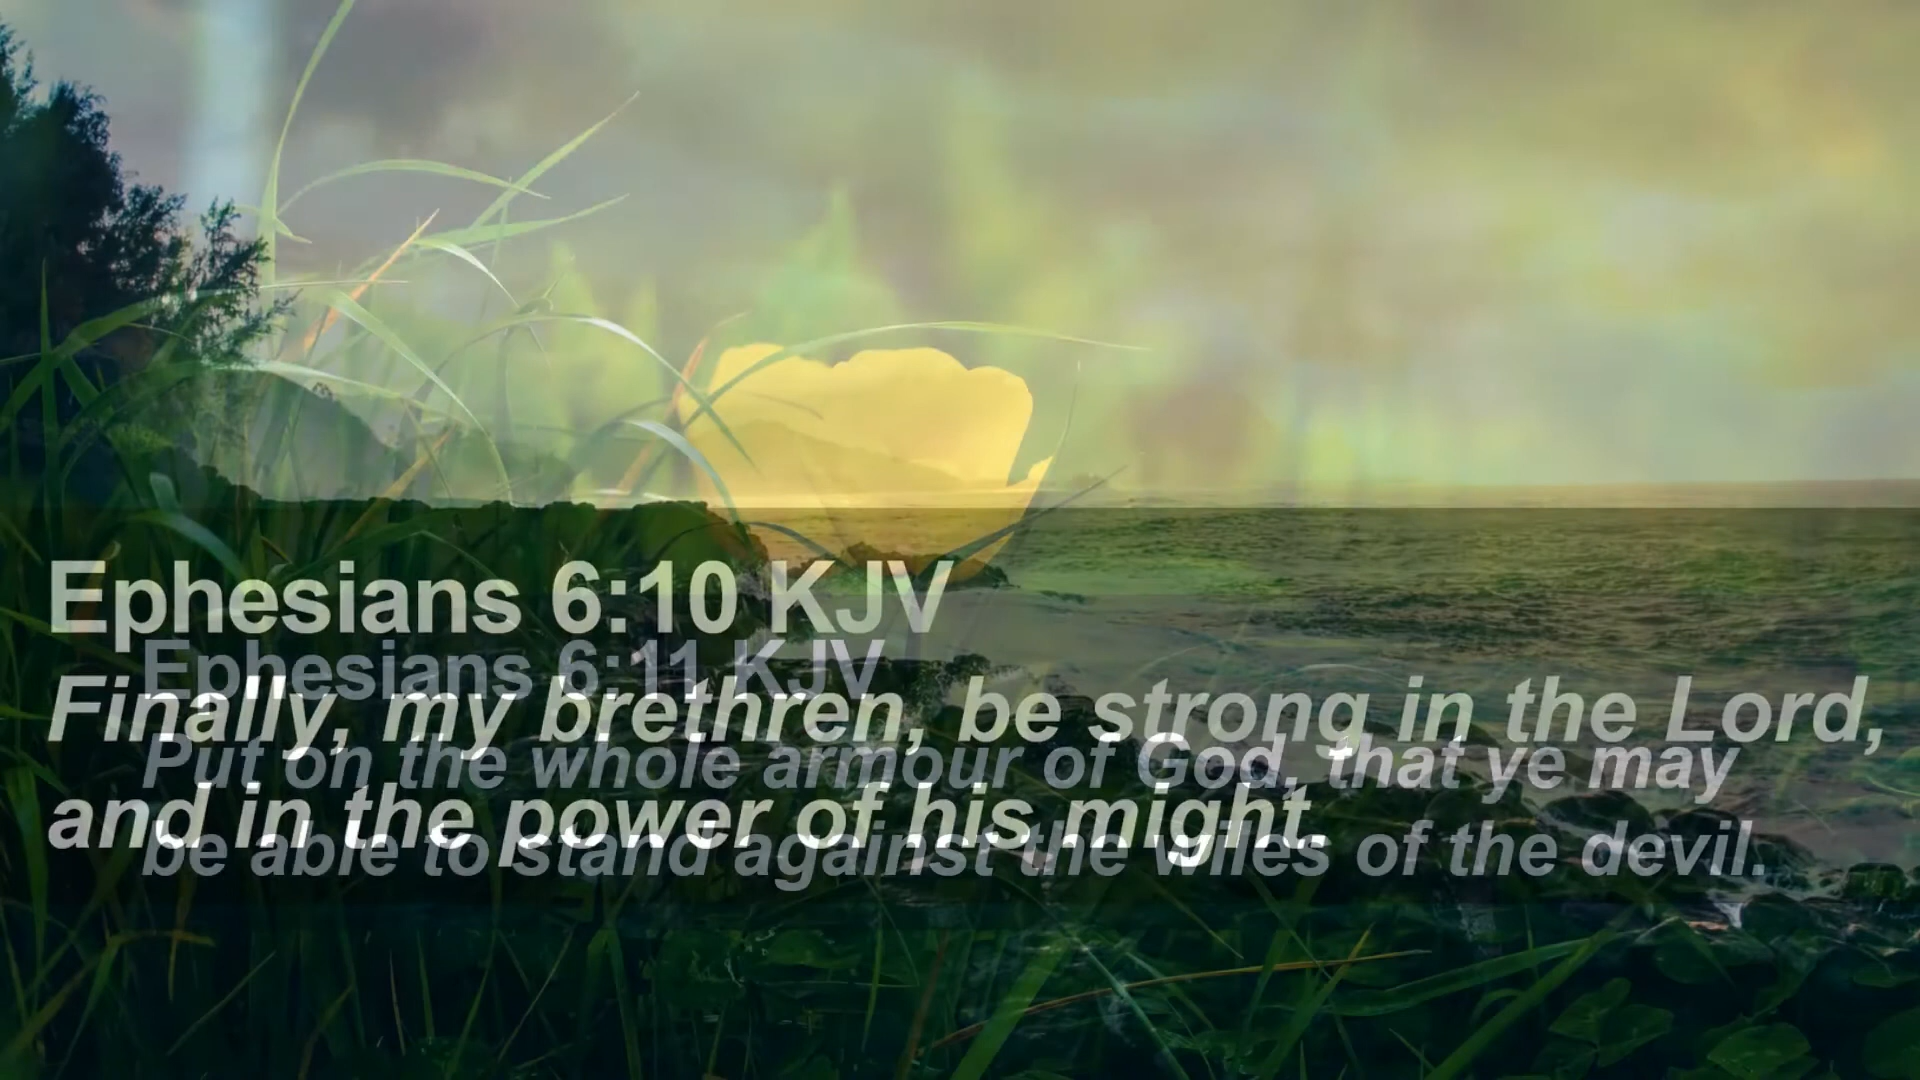 Ephesians 6:10 KJV
Finally, my brethren, be strong in the Lord,
and in the power of his might.
Ephesians 6:11 KJV
Put on the whole armour of God, that ye may
be able to stand against the wiles of the devil.